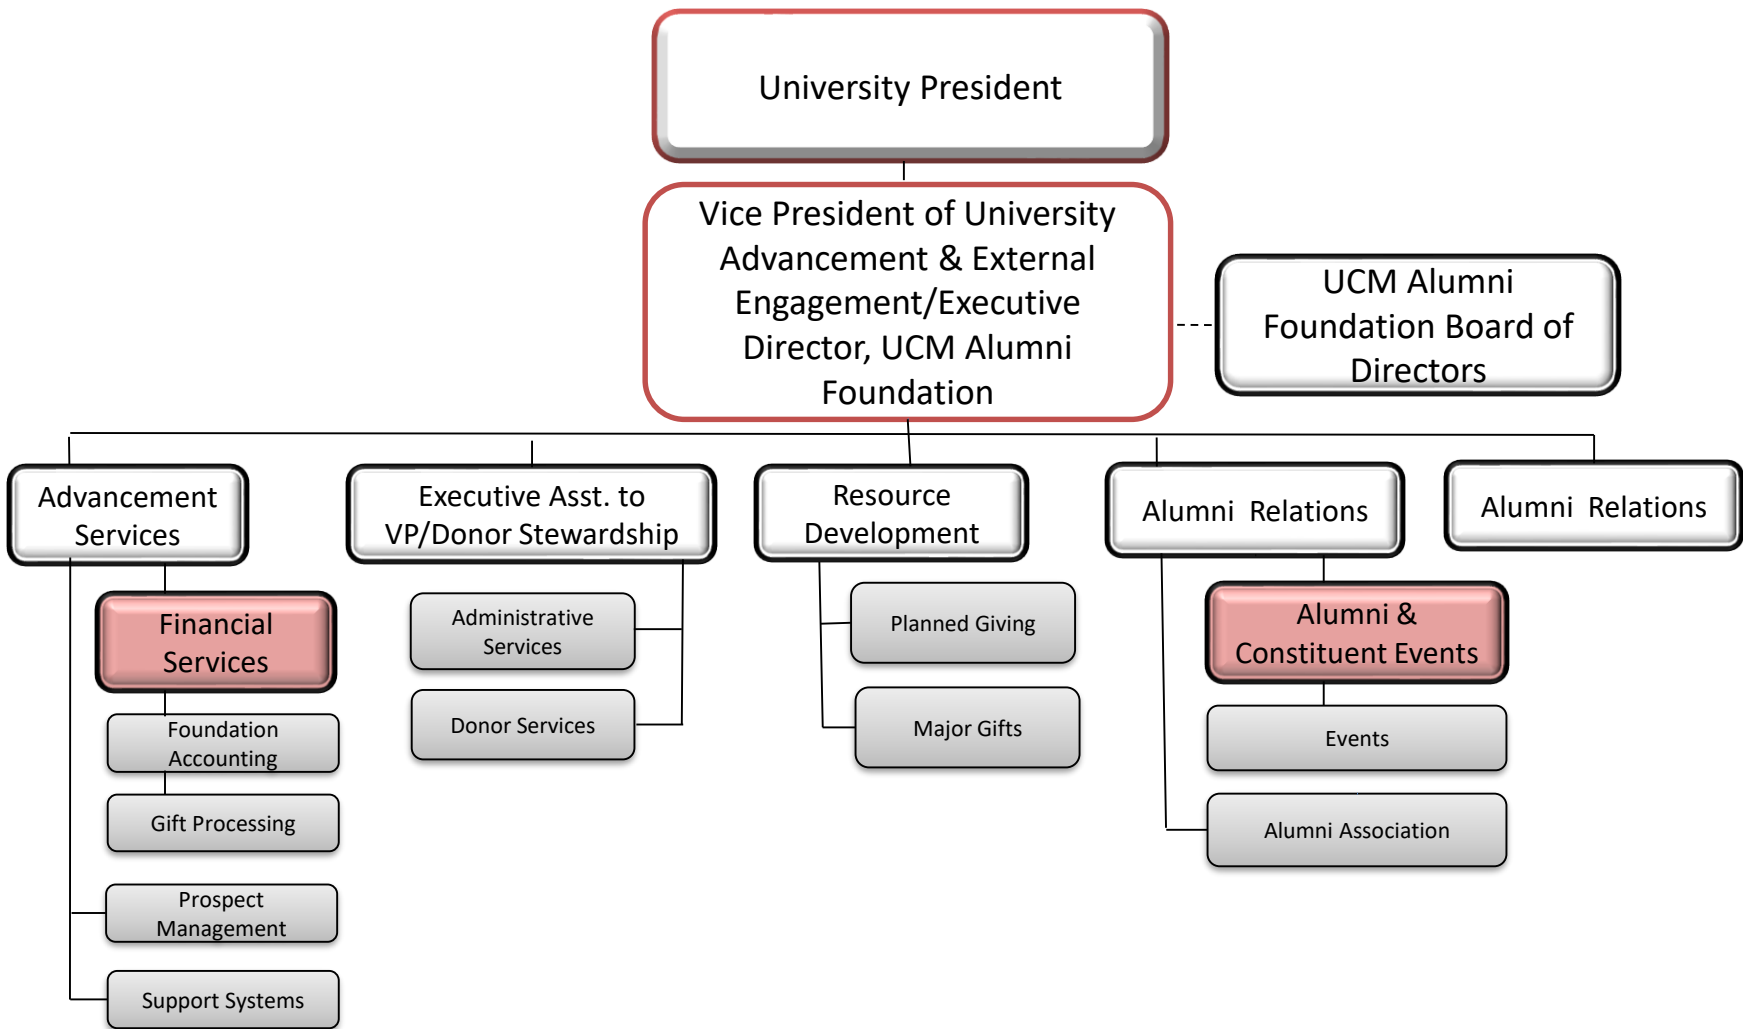 University President
Vice President of University
Advancement & External
Engagement/Executive
Director, UCM Alumni
Foundation
UCM Alumni
Foundation Board of
Directors
Advancement
Services
Executive Asst. to
VP/Donor Stewardship
Resource
Development
Alumni  Relations
Alumni  Relations
Financial
Services
Foundation
Accounting
Gift Processing
Prospect
Management
Support Systems
Administrative
Services
Donor Services
Planned Giving
Major Gifts
Alumni &
Constituent Events
Events
Alumni Association